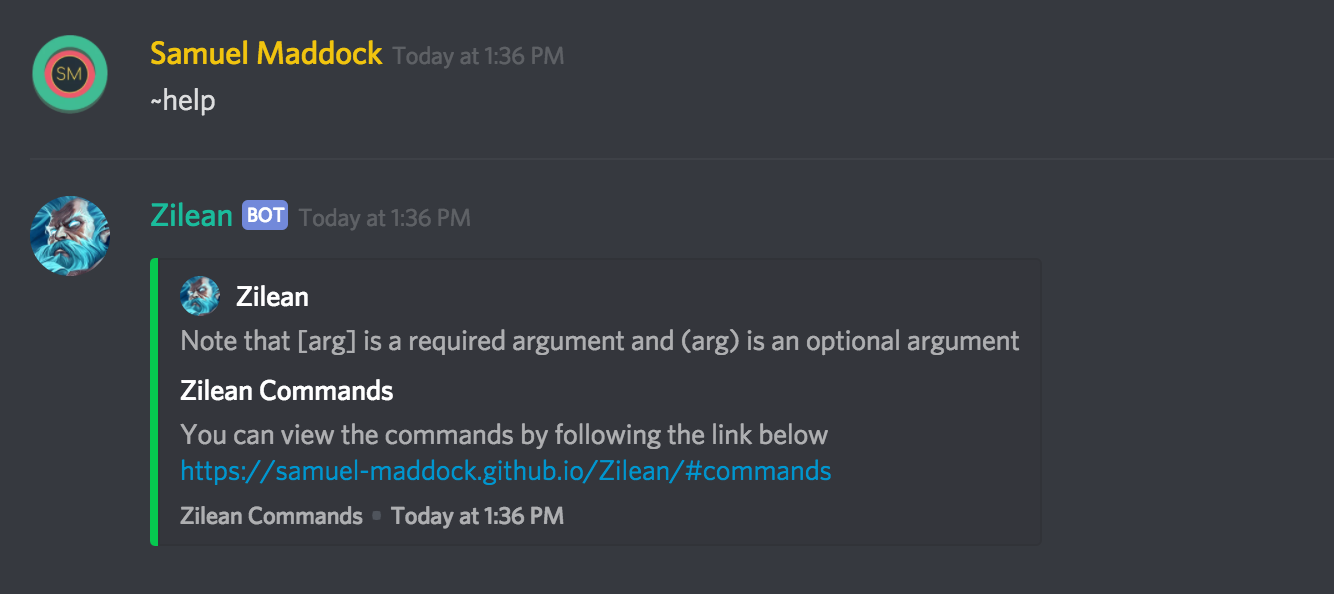 Samuel Maddock Today at 1:36 PM
SM
~help
Zilean BOT Today at 1:36 PM
Zilean
Note that [arg] is a required argument and (arg) is an optional argument
Zilean Commands
You can view the commands by following the link below
https://samuel-maddock.github.io/Zilean/#commands
Zilean Commands • Today at 1:36 PM